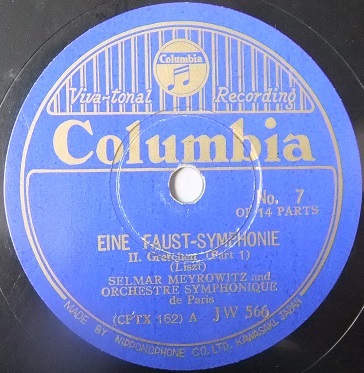 Columbia
Viva-tonal Recording
Columbia
No. 7
OF 14 PARTS
EINE FAUST-SYMPHONIE
II. Gretchen (Part 1)
(Liszt)
SELMAR MEYROWITZ and
ORCHESTRE SYMPHONIQUE
de Paris
(CPTX 162) A JW 566
MADE BY NIPPONOPHONE CO., LTD. KAWASAKI JAPAN.